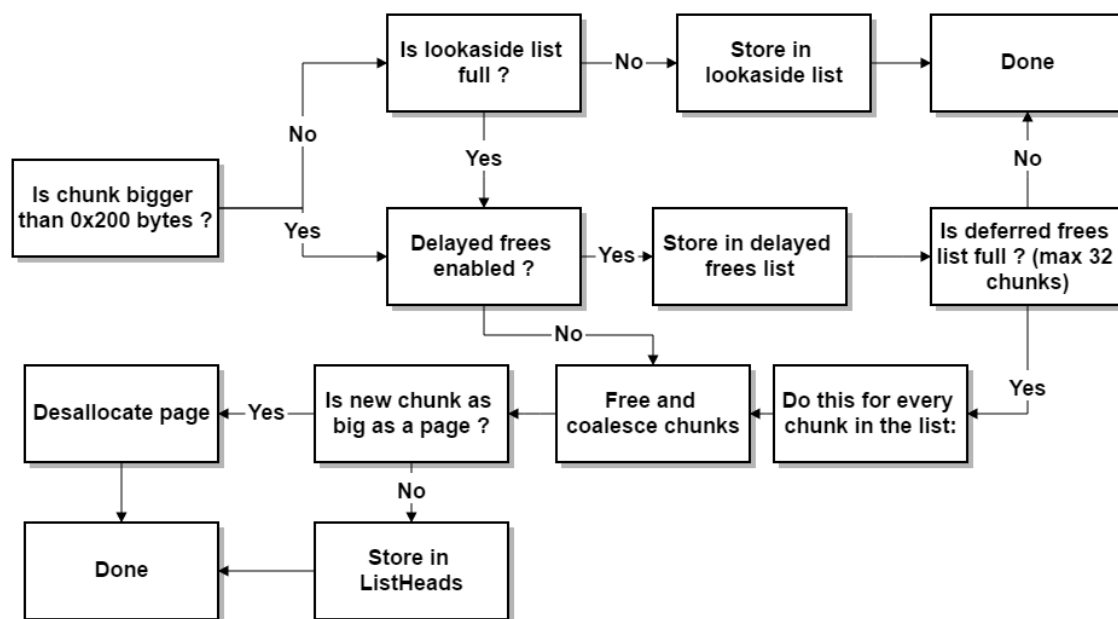 Is lookaside list
full ?
No
Store in
lookaside list
Done
No
Yes
No
Is chunk bigger
than 0x200 bytes ?
Yes
Delayed frees
enabled ?
Yes
Store in delayed
frees list
Is deferred frees
list full ? (max 32
chunks)
No
Yes
Desallocate page
Yes
Is new chunk as
big as a page ?
Free and
coalesce chunks
Do this for every
chunk in the list:
No
Done
Store in
ListHeads